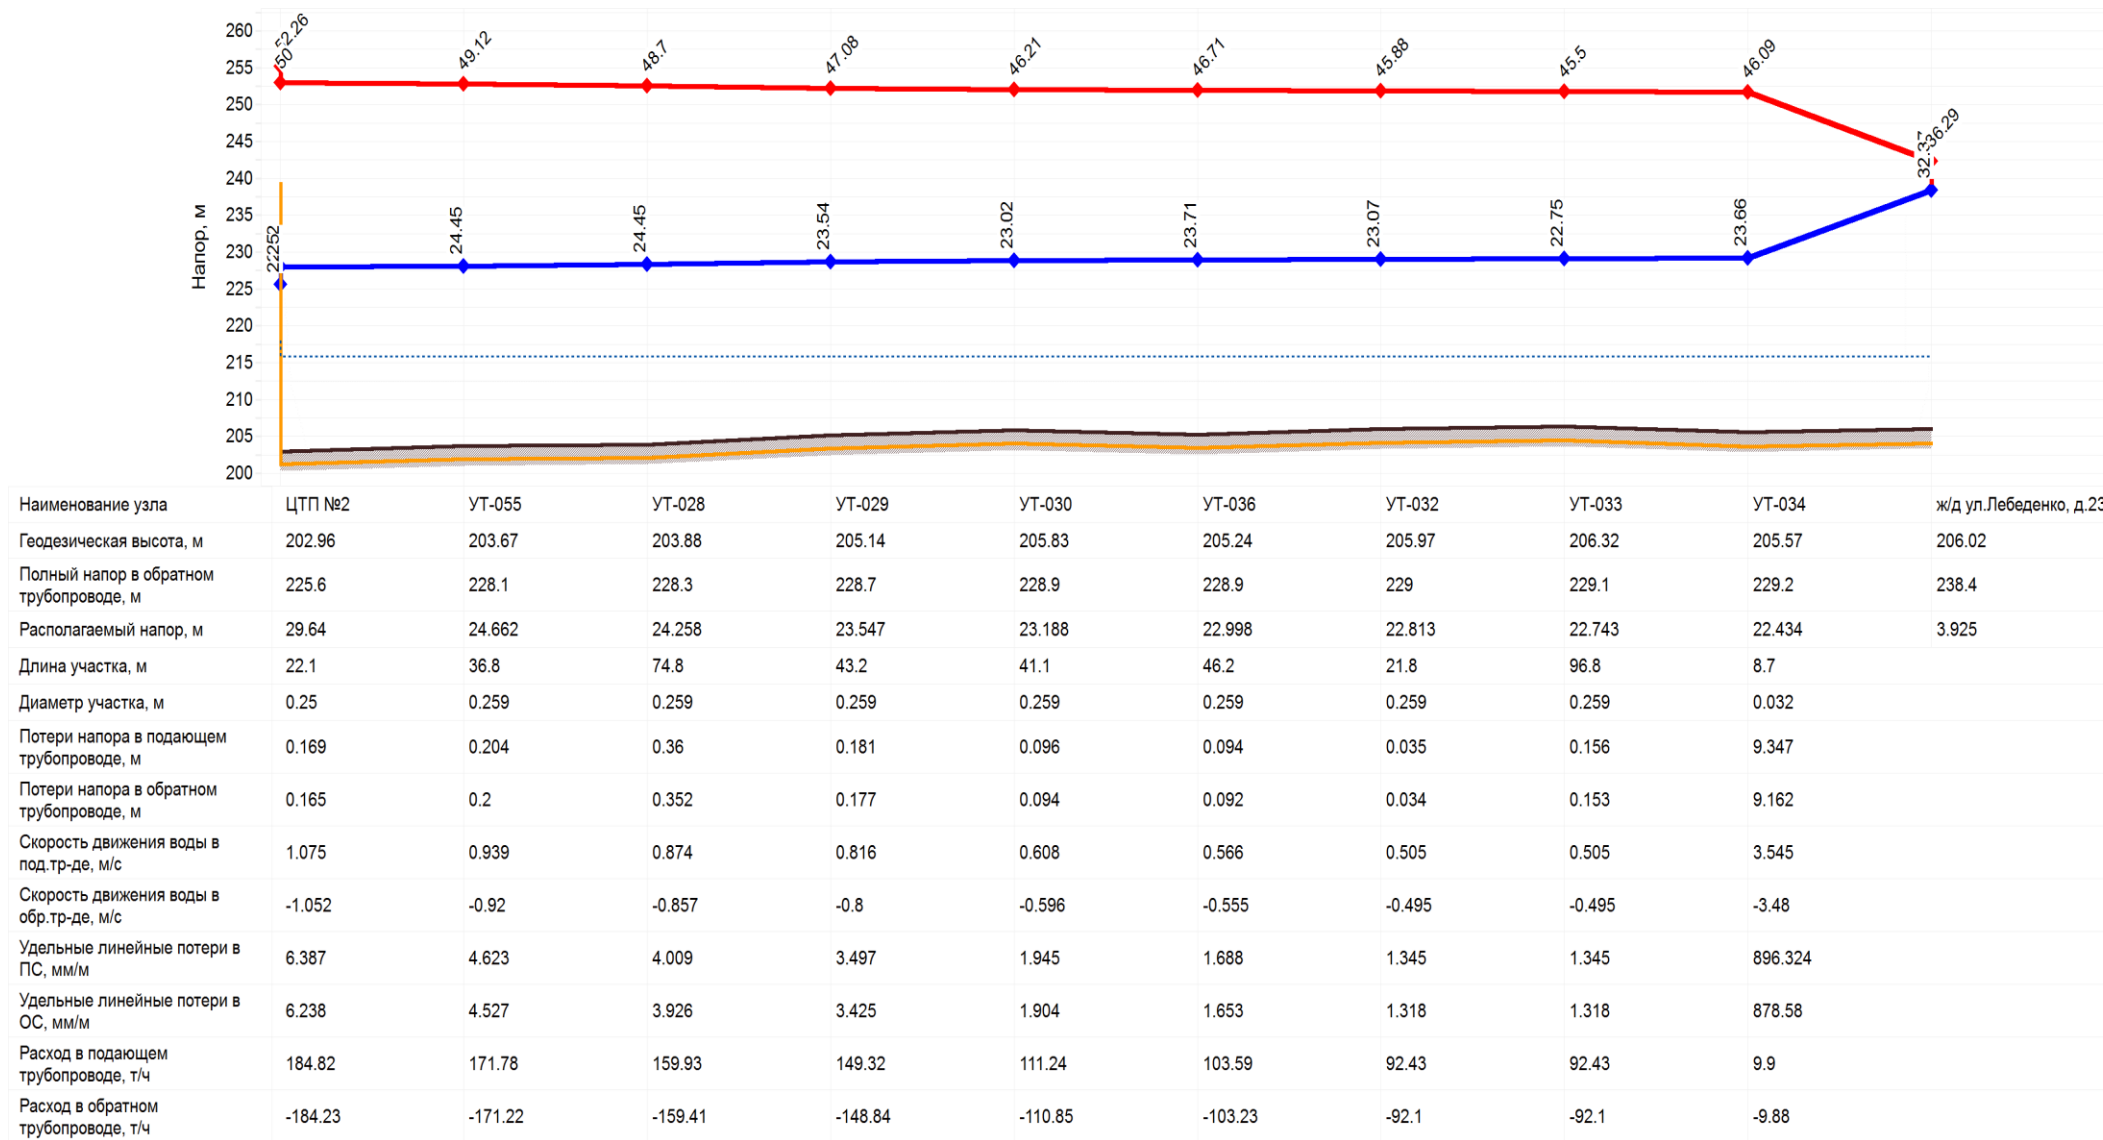 52.26
50
49.12
48.7
47.08
46.21
46.71
45.88
45.5
46.09
36.29
260
255
250
245
240
235
230
225
220
215
210
205
200
Напор, м
24.45
24.45
23.54
23.02
23.71
23.07
22.75
23.66
Наименование узла ЦТП №2 УТ-055 УТ-028 УТ-029 УТ-030 УТ-036 УТ-032 УТ-033 УТ-034 ж/д ул.Лебеденко, д.23
Геодезическая высота, м 202.96 203.67 203.88 205.14 205.83 205.24 205.97 206.32 205.57 206.02
Полный напор в обратном
трубопроводе, м 225.6 228.1 228.3 228.7 228.9 228.9 229 229.1 229.2 238.4
Располагаемый напор, м 29.64 24.662 24.258 23.547 23.188 22.998 22.813 22.743 22.434 3.925
Длина участка, м 22.1 36.8 74.8 43.2 41.1 46.2 21.8 96.8 8.7
Диаметр участка, м 0.25 0.259 0.259 0.259 0.259 0.259 0.259 0.259 0.032
Потери напора в подающем
трубопроводе, м 0.169 0.204 0.36 0.181 0.096 0.094 0.035 0.156 9.347
Потери напора в обратном
трубопроводе, м 0.165 0.2 0.352 0.177 0.094 0.092 0.034 0.153 9.162
Скорость движения воды в
под.тр-де, м/с 1.075 0.939 0.874 0.816 0.608 0.566 0.505 0.505 3.545
Скорость движения воды в
обр.тр-де, м/с -1.052 -0.92 -0.857 -0.8 -0.596 -0.555 -0.495 -0.495 -3.48
Удельные линейные потери в
ПС, мм/м 6.387 4.623 4.009 3.497 1.945 1.688 1.345 1.345 896.324
Удельные линейные потери в
ОС, мм/м 6.238 4.527 3.926 3.425 1.904 1.653 1.318 1.318 878.58
Расход в подающем
трубопроводе, т/ч 184.82 171.78 159.93 149.32 111.24 103.59 92.43 92.43 9.9
Расход в обратном
трубопроводе, т/ч -184.23 -171.22 -159.41 -148.84 -110.85 -103.23 -92.1 -92.1 -9.88